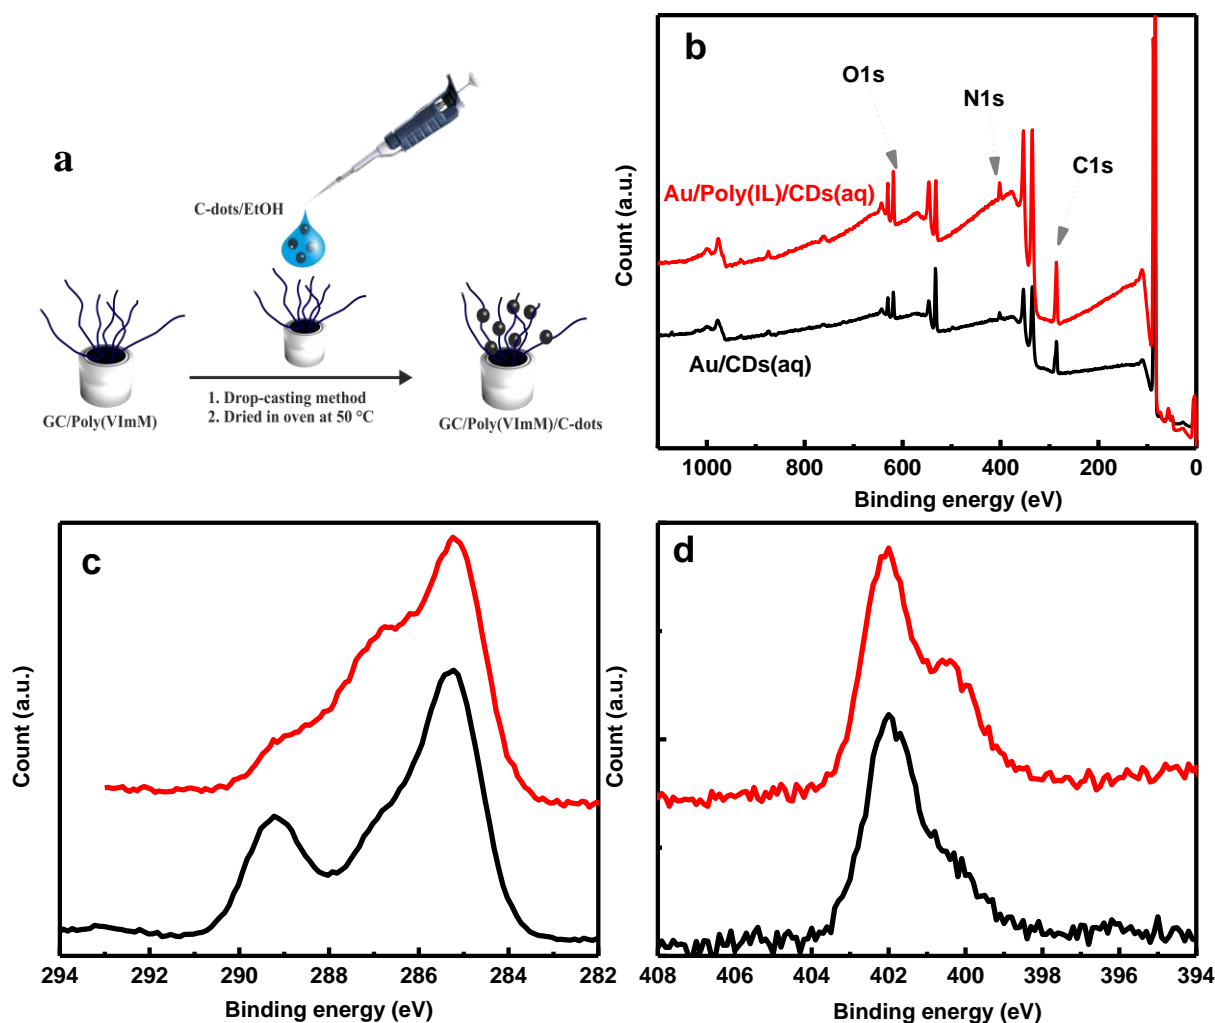 a
C-dots/EtOH
GC/Poly(VImM)
1. Drop-casting method
2. Dried in oven at 50 °C
GC/Poly(VImM)/C-dots
b
O1s
N1s
C1s
Au/Poly(IL)/CDs(aq)
Au/CDs(aq)
Count (a.u.)
1000 800 600 400 200 0
Binding energy (eV)
c
Count (a.u.)
294 292 290 288 286 284 282
Binding energy (eV)
d
Count (a.u.)
408 406 404 402 400 398 396 394
Binding energy (eV)